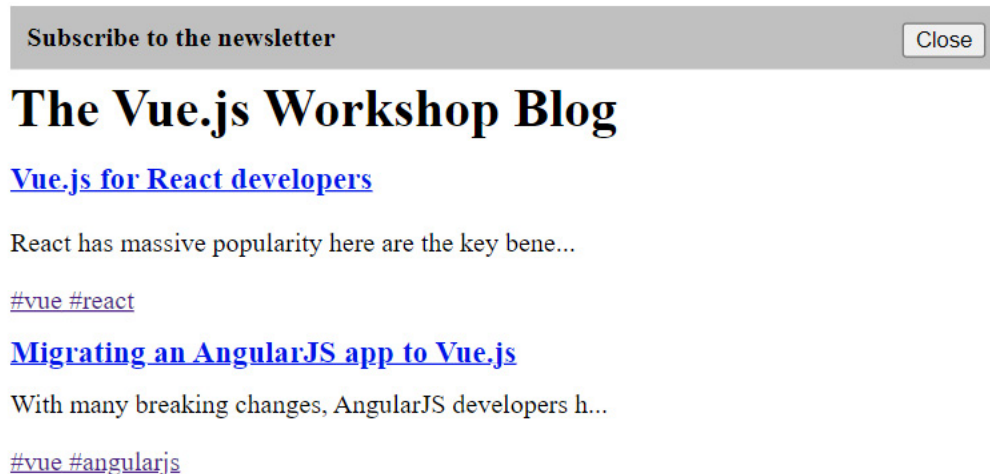 Subscribe to the newsletter Close
The Vue.js Workshop Blog
Vue.js for React developers
React has massive popularity here are the key bene...
#vue #react
Migrating an AngularJS app to Vue.js
With many breaking changes, AngularJS developers h...
#vue #angularjs